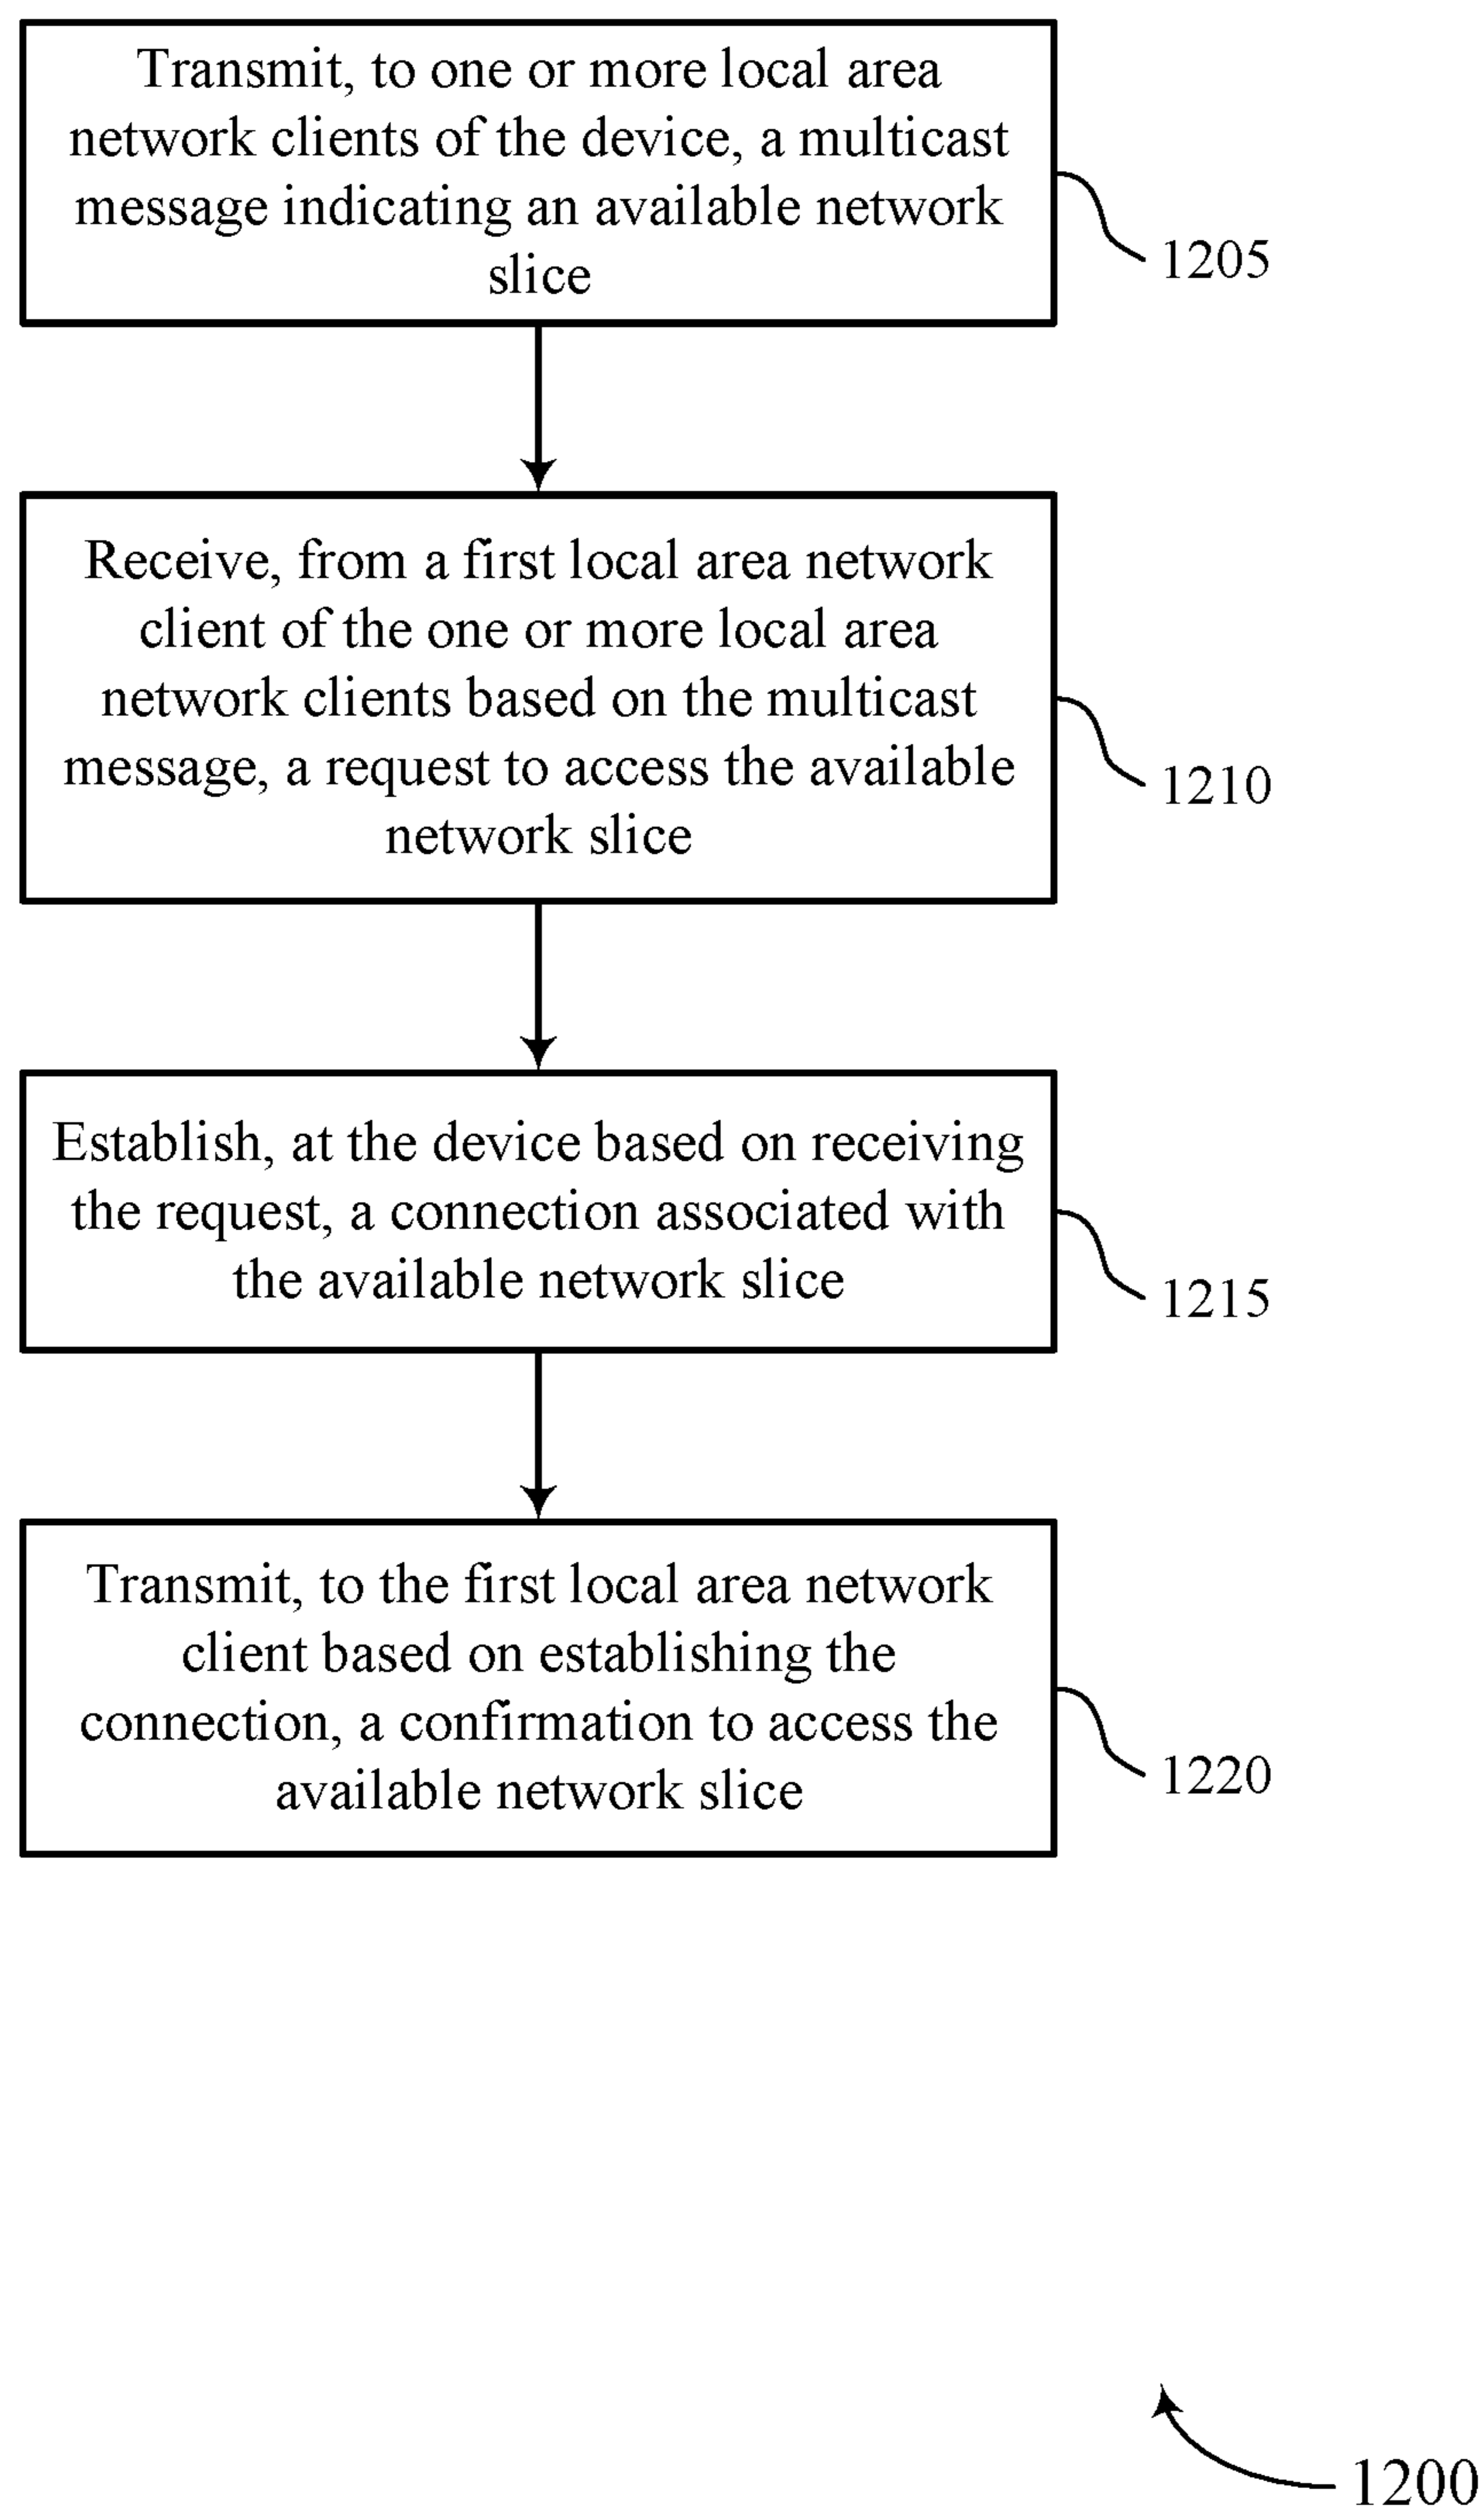 Transmit, to one or more local area
network clients of the device, a multicast
message indicating an available network
slice
1205
Receive, from a first local area network
client of the one or more local area
network clients based on the multicast
message, a request to access the available
network slice
1210
Establish, at the device based on receiving
the request, a connection associated with
the available network slice
1215
Transmit, to the first local area network
client based on establishing the
connection, a confirmation to access the
available network slice
1220
1200